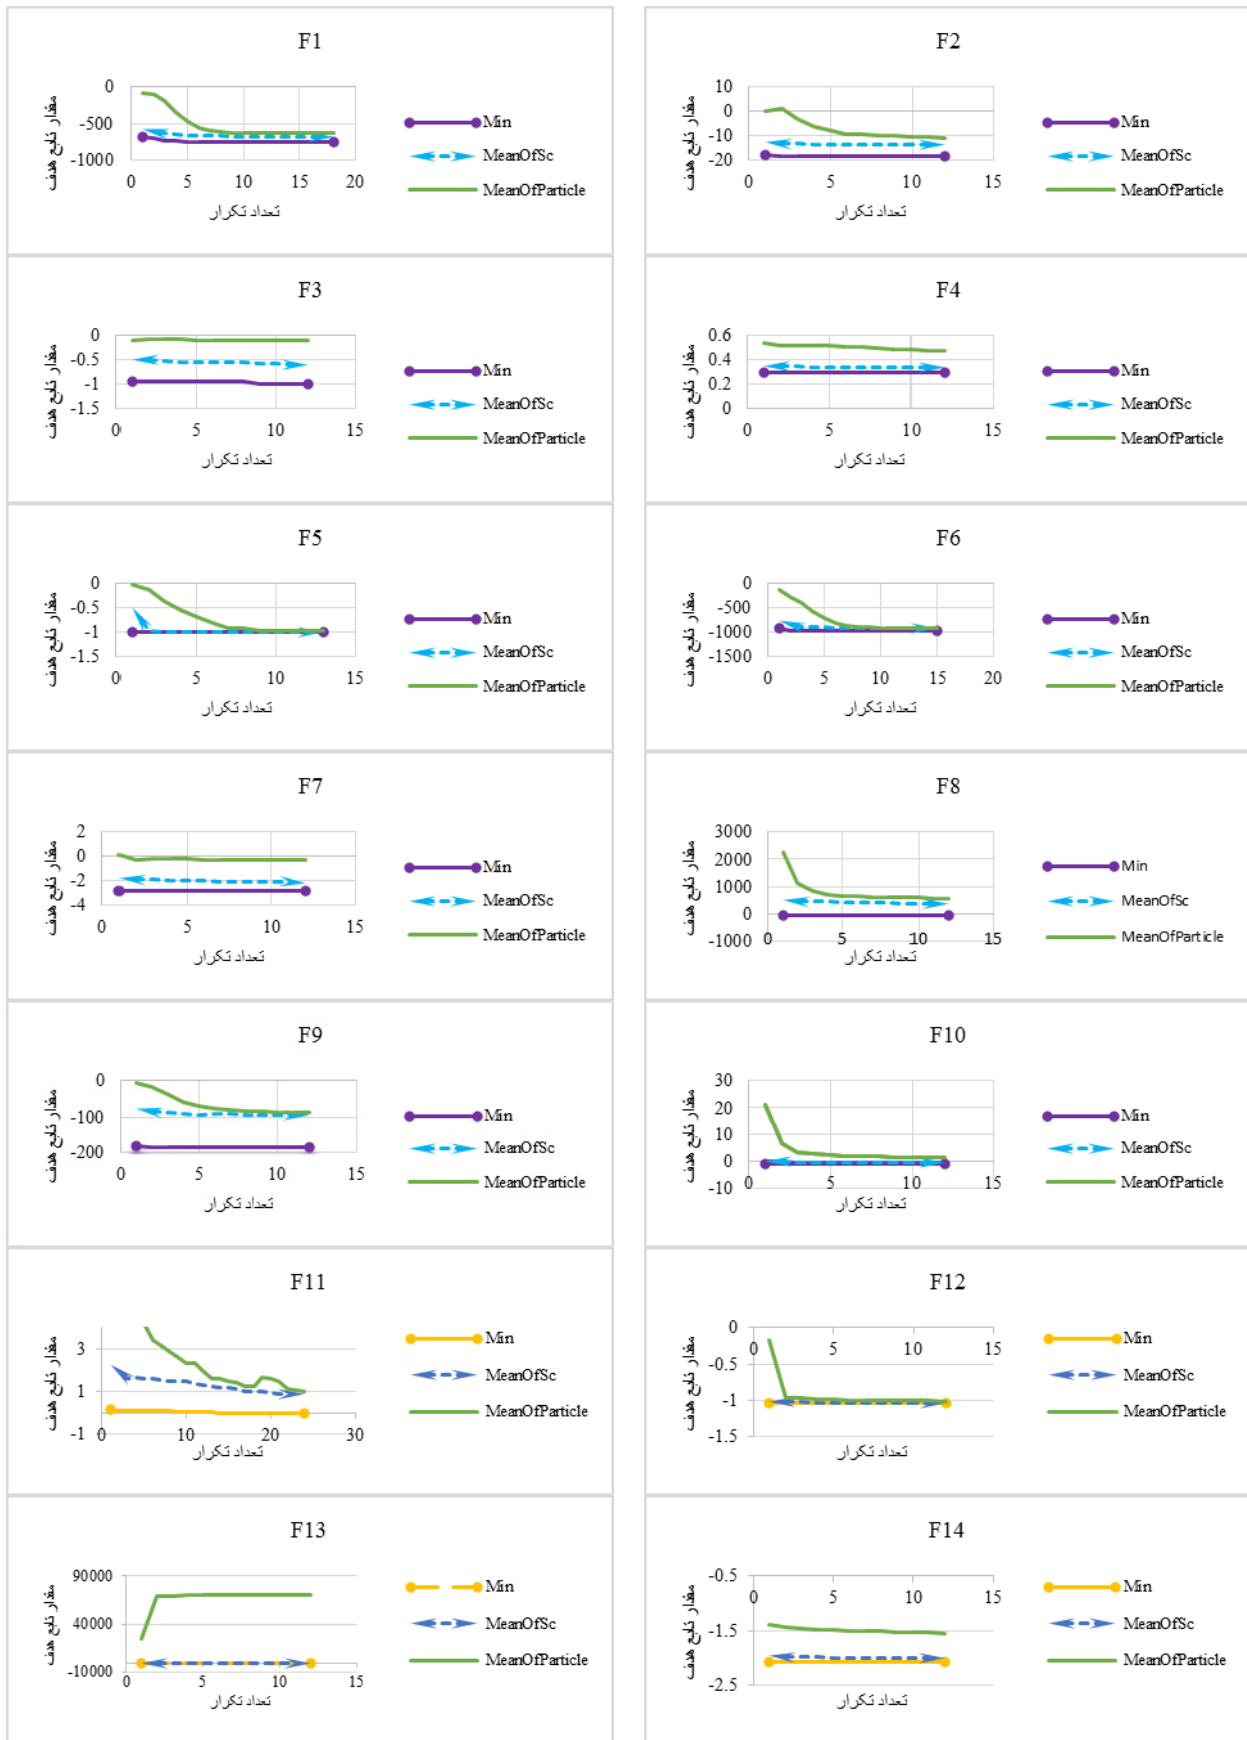 F1
مقدار تابع هدف
0
-500
-1000
0 5 10 15 20
تعداد تکرار
Min
MeanOfSc
MeanOfParticle
F2
مقدار تابع هدف
10
0
-10
-20
0 5 10 15
تعداد تکرار
Min
MeanOfSc
MeanOfParticle
F3
مقدار تابع هدف
0
-0.5
-1
-1.5
0 5 10 15
تعداد تکرار
Min
MeanOfSc
MeanOfParticle
F4
مقدار تابع هدف
0.6
0.4
0.2
0
0 5 10 15
تعداد تکرار
Min
MeanOfSc
MeanOfParticle
F5
مقدار تابع هدف
0
-0.5
-1
-1.5
0 5 10 15
تعداد تکرار
Min
MeanOfSc
MeanOfParticle
F6
مقدار تابع هدف
0
-500
-1000
-1500
0 5 10 15 20
تعداد تکرار
Min
MeanOfSc
MeanOfParticle
F7
مقدار تابع هدف
2
0
-2
-4
0 5 10 15
تعداد تکرار
Min
MeanOfSc
MeanOfParticle
F8
مقدار تابع هدف
3000
2000
1000
0
-1000
0 5 10 15
تعداد تکرار
Min
MeanOfSc
MeanOfParticle
F9
مقدار تابع هدف
0
-100
-200
0 5 10 15
تعداد تکرار
Min
MeanOfSc
MeanOfParticle
F10
مقدار تابع هدف
30
20
10
0
-10
0 5 10 15
تعداد تکرار
Min
MeanOfSc
MeanOfParticle
F11
مقدار تابع هدف
3
1
-1
0 10 20 30
تعداد تکرار
Min
MeanOfSc
MeanOfParticle
F12
مقدار تابع هدف
0
-0.5
-1
-1.5
0 5 10 15
تعداد تکرار
Min
MeanOfSc
MeanOfParticle
F13
مقدار تابع هدف
90000
40000
-10000
0 5 10 15
تعداد تکرار
Min
MeanOfSc
MeanOfParticle
F14
مقدار تابع هدف
-0.5
-1.5
-2.5
0 5 10 15
تعداد تکرار
Min
MeanOfSc
MeanOfParticle